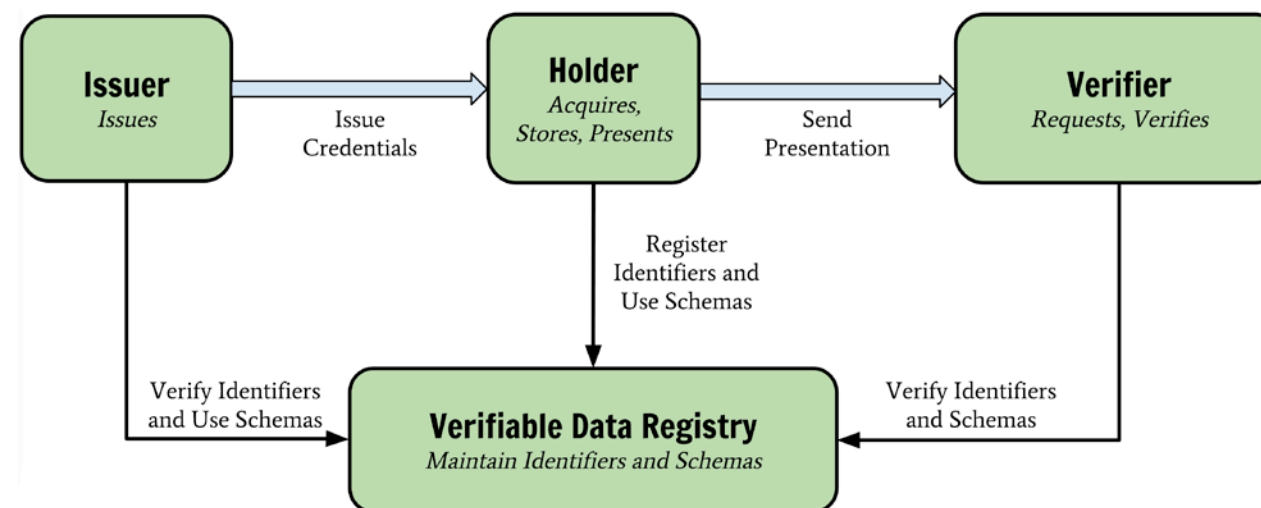 Issuer
Issues
Issue
Credentials
Holder
Acquires,
Stores, Presents
Send
Presentation
Verifier
Requests, Verifies
Register
Identifiers and
Use Schemas
Verify Identifiers
and Use Schemas
Verifiable Data Registry
Maintain Identifiers and Schemas
Verify Identifiers
and Schemas